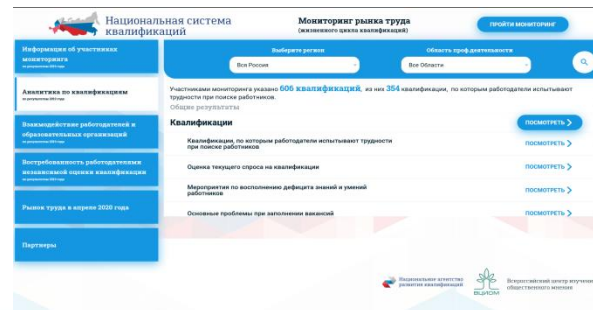 Национальная система
квалификаций
Мониторинг рынка труда
(жизненного цикла квалификаций)
ПРОЙТИ МОНИТОРИНГ
Информация об участниках
мониторинга
Выберите регион
Область проф.деятельности
Вся Россия
Все Области
Аналитика по квалификациям
Участниками мониторинга указано 606 квалификаций, из них 354 квалификации, по которым работодатели испытывают
трудности при поиске работников.
Общие результаты
Взаимодействие работодателей и
образовательных организаций
Квалификации
ПОСМОТРЕТЬ
Квалификации, по которым работодатели испытывают трудности
при поиске работников
ПОСМОТРЕТЬ
Востребованность работодателями
независимой оценки квалификации
Оценка текущего спроса на квалификации
ПОСМОТРЕТЬ
Мероприятия по восполнению дефицита знаний и умений
работников
ПОСМОТРЕТЬ
Рынок труда в апреле 2020 года
Основные проблемы при заполнении вакансий
ПОСМОТРЕТЬ
Партнеры
Национальное агентство
развития квалификаций
ВЦИОМ
Всероссийский центр изучения
общественного мнения